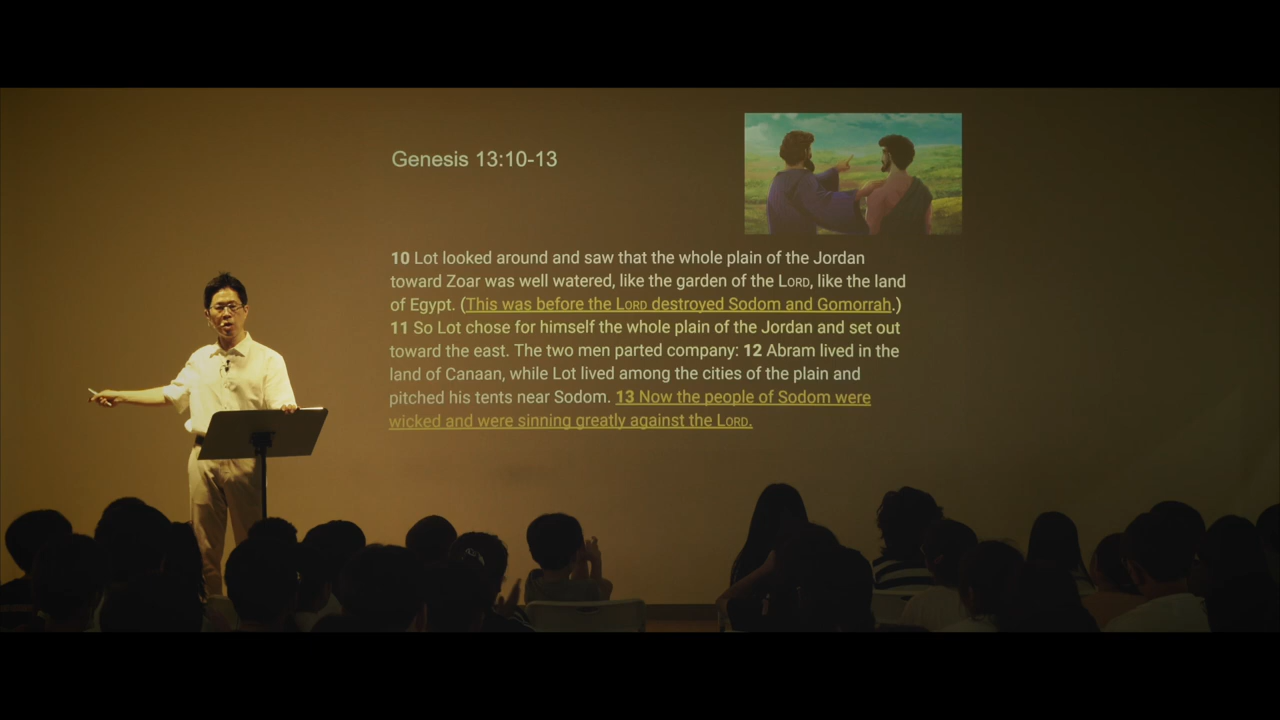 Genesis 13:10-13
10 Lot looked around and saw that the whole plain of the Jordan
toward Zoar was well watered, like the garden of the LORD, like the land
of Egypt. (This was before the LORD destroyed Sodom and Gomorrah.)
11 So Lot chose for himself the whole plain of the Jordan and set out
toward the east. The two men parted company: 12 Abram lived in the
land of Canaan, while Lot lived among the cities of the plain and
pitched his tents near Sodom. 13 Now the people of Sodom were
wicked and were sinning greatly against the LORD.